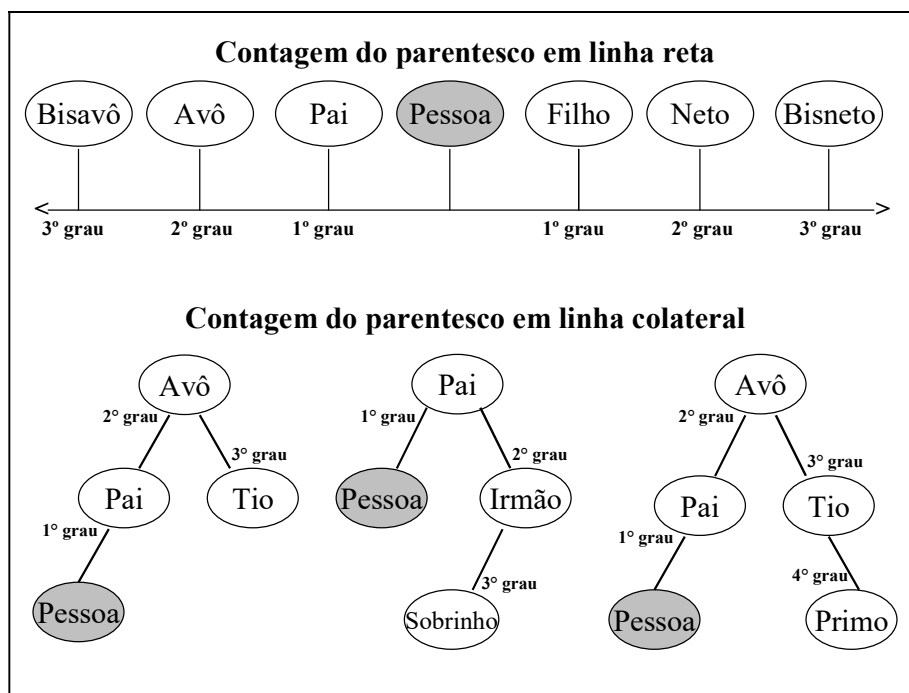 Contagem do parentesco em linha reta
Bisavô Avô Pai Pessoa Filho Neto Bisneto
3º grau 2º grau 1º grau 1º grau 2º grau 3º grau
Contagem do parentesco em linha colateral
Avô
2° grau
3° grau
Pai Tio
1° grau
Pessoa
Pai
1° grau
2° grau
Pessoa Irmão
3° grau
Sobrinho
Avô
2° grau
3° grau
Pai Tio
1° grau
4° grau
Pessoa Primo